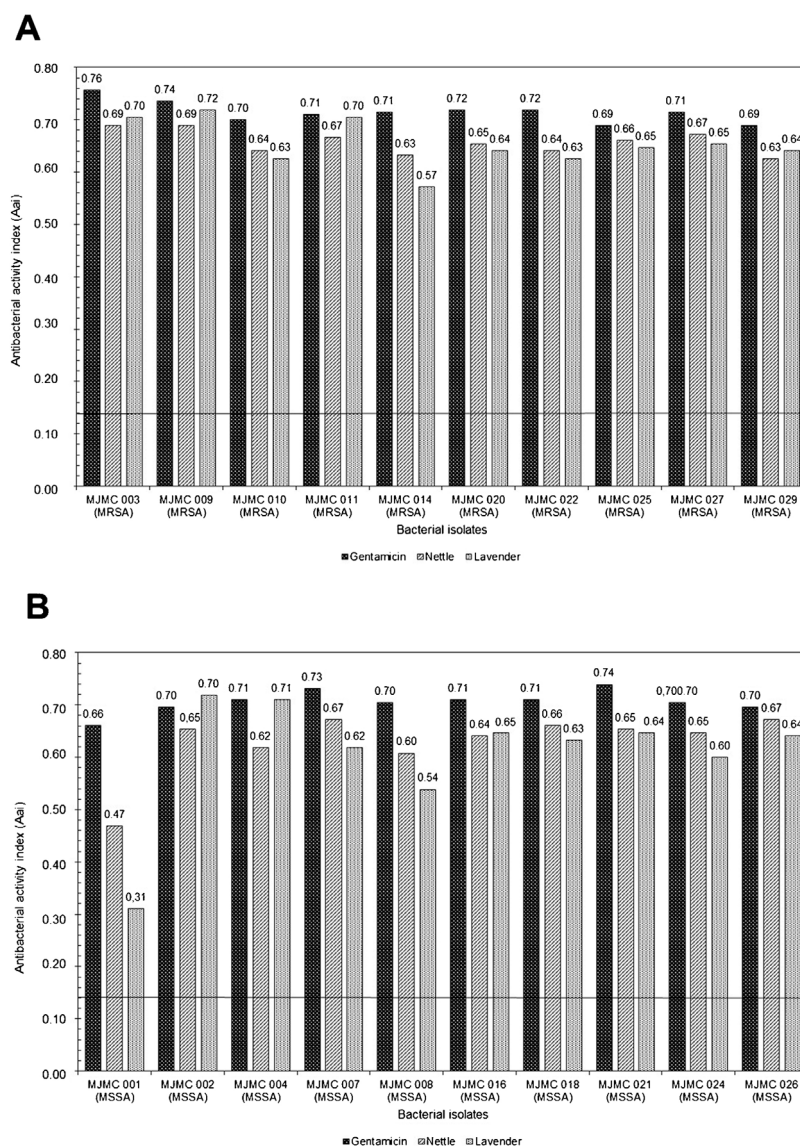 A
0.80
0.70
0.60
0.50
0.40
0.30
0.20
0.10
0.00
Antibacterial activity index (Aai)
0.76 0.69 0.70 0.74 0.69 0.72 0.70 0.64 0.63 0.71 0.67 0.70 0.71 0.63 0.57 0.72 0.65 0.64 0.72 0.64 0.63 0.69 0.66 0.65 0.71 0.67 0.65 0.69 0.63 0.64
MJMC 003 MJMC 009 MJMC 010 MJMC 011 MJMC 014 MJMC 020 MJMC 022 MJMC 025 MJMC 027 MJMC 029
(MRSA) (MRSA) (MRSA) (MRSA) (MRSA) (MRSA) (MRSA) (MRSA) (MRSA) (MRSA)
Bacterial isolates
Gentamicin Nettle Lavender
B
0.80
0.70
0.60
0.50
0.40
0.30
0.20
0.10
0.00
Antibacterial activity index (Aai)
0.66 0.47 0,31 0.70 0.65 0.70 0.71 0.62 0.71 0.73 0.67 0.62 0.70 0.60 0.54 0.71 0.64 0.65 0.71 0.66 0.63 0.74 0.65 0.64 0,700.70 0.65 0.60 0.70 0.67 0.64
MJMC 001 MJMC 002 MJMC 004 MJMC 007 MJMC 008 MJMC 016 MJMC 018 MJMC 021 MJMC 024 MJMC 026
(MSSA) (MSSA) (MSSA) (MSSA) (MSSA) (MSSA) (MSSA) (MSSA) (MSSA) (MSSA)
Bacterial isolates
Gentamicin Nettle Lavender